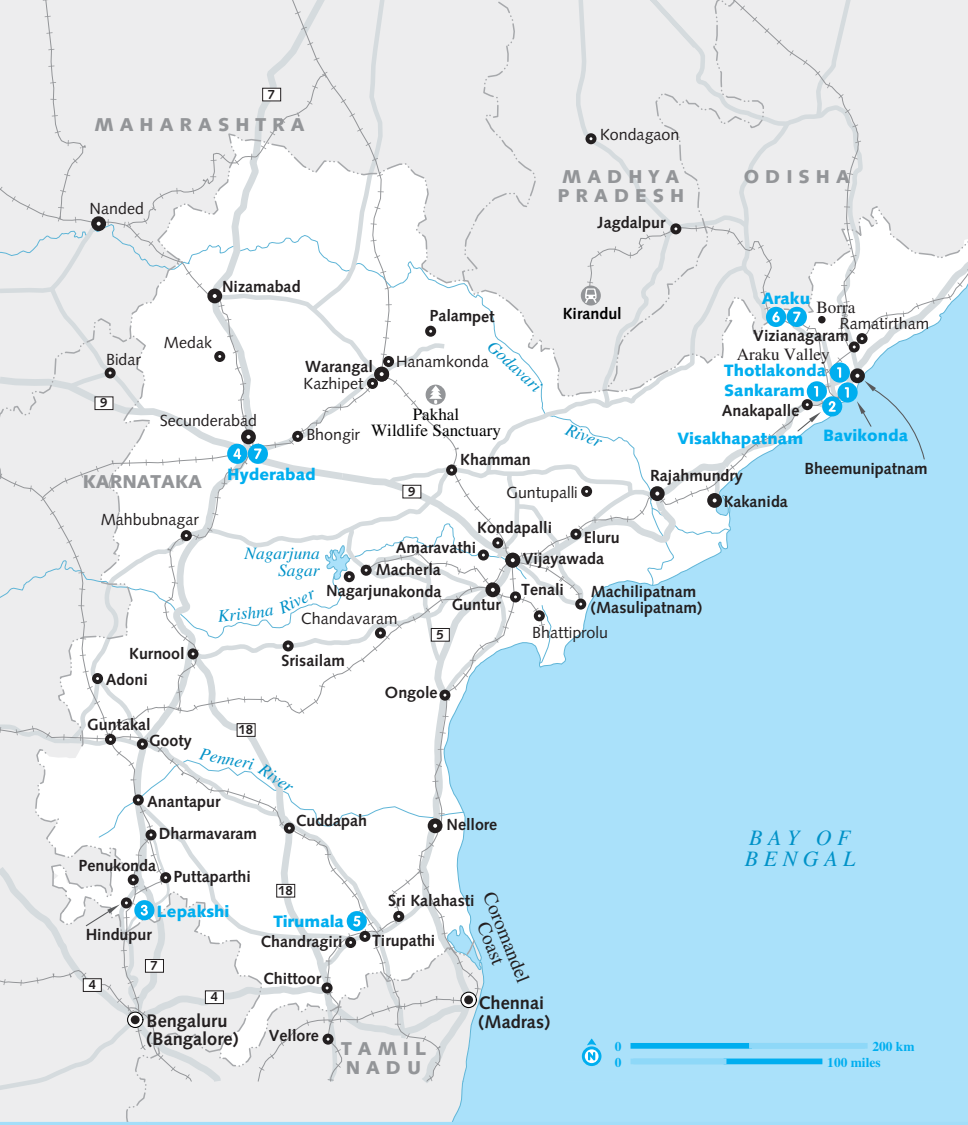 7
MAHARASHTRA
Kondagaon
MADHYA
PRADESH
ODISHA
Nanded
Jagdalpur
Nizamabad
Kirandul
Araku
6 7
Borra
Palampet
Ramatirtham
Vizianagaram
Medak
Godavari
Araku Valley
Bidar
Warangal
Hanamkonda
Kazhipet
Thotlakonda
1
Sankaram
1
1
9
Pakhal
Wildlife Sanctuary
Anakapalle
2
Secunderabad
Bhongir
River
Visakhapatnam
Bavikonda
4 7
Hyderabad
Khamman
Bheemunipatnam
KARNATAKA
Rajahmundry
9
Guntupalli
Kakanida
Mahbubnagar
Kondapalli
Eluru
Nagarjuna
Sagar
Amaravathi
Vijayawada
Macherla
Nagarjunakonda
Krishna River
Guntur
Tenali
Machilipatnam
(Masulipatnam)
Chandavaram
Bhattiprolu
5
Kurnool
Srisailam
Adoni
Ongole
Guntakal
Gooty
18
Penneri River
Anantapur
Cuddapah
Nellore
Dharmavaram
BAY OF
BENGAL
Penukonda
Puttaparthi
18
Sri Kalahasti
3
Lepakshi
Tirumala
5
Coromandel
Coast
Hindupur
Chandragiri
Tirupathi
7
Chittoor
4
4
Chennai
(Madras)
Bengaluru
(Bangalore)
Vellore
TAMIL
NADU
N
0
200 km
0
100 miles